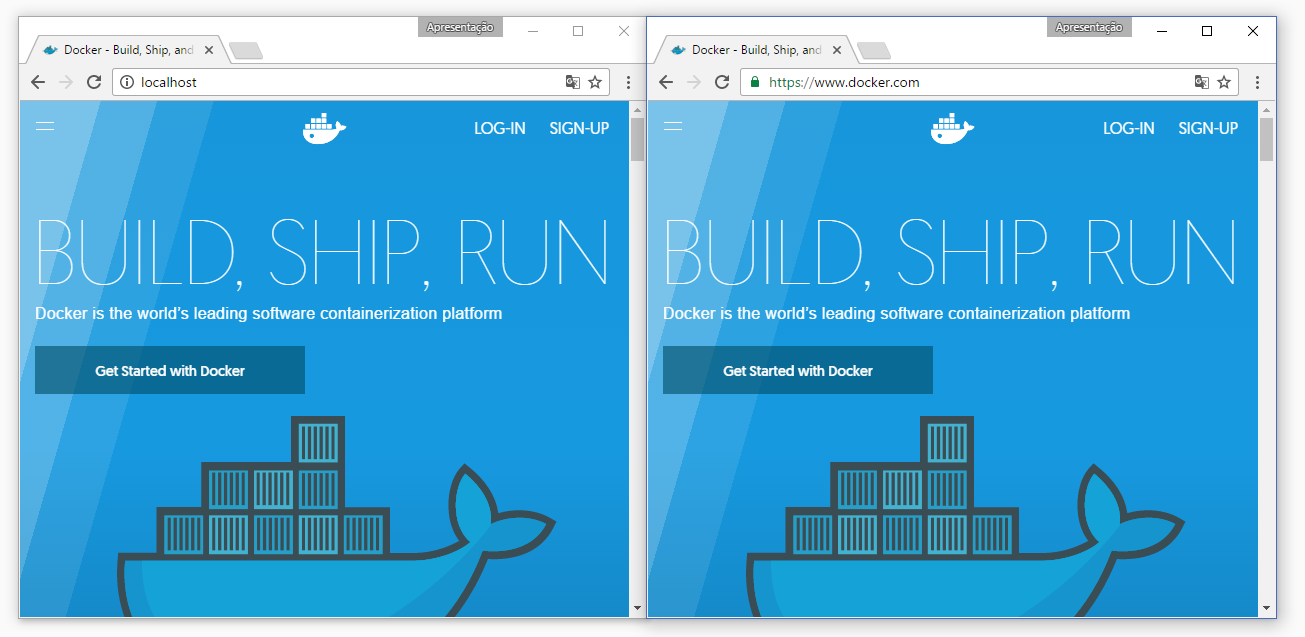 Apresentação
Docker - Build, Ship, and
localhost
LOG-IN SIGN-UP
BUILD, SHIP, RUN
Docker is the world’s leading software containerization platform
Get Started with Docker
Apresentação
Docker - Build, Ship, and
https://www.docker.com
LOG-IN SIGN-UP
BUILD, SHIP, RUN
Docker is the world’s leading software containerization platform
Get Started with Docker